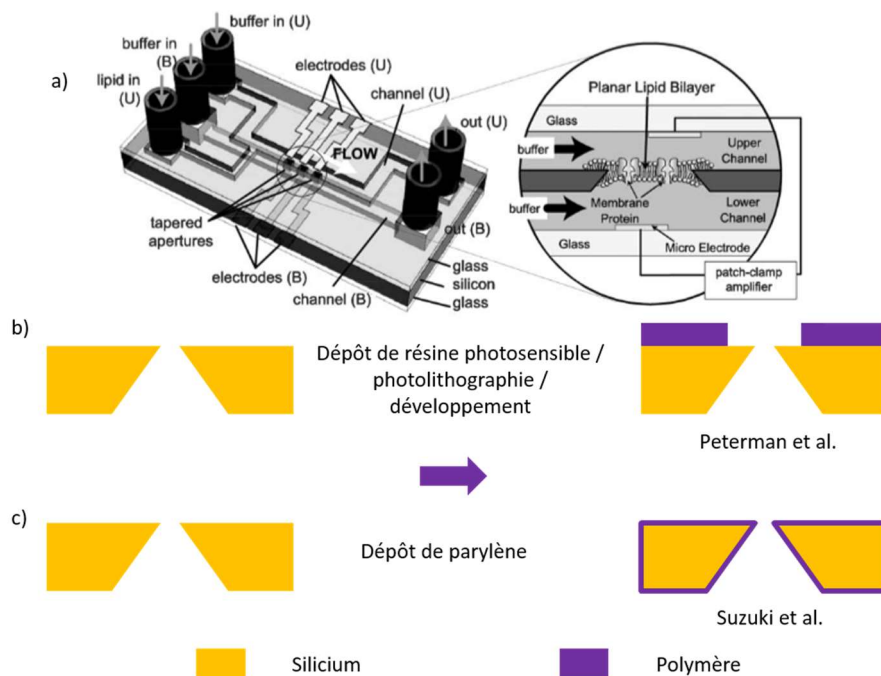 a)
buffer in (U)
buffer in
(B)
lipid in
(U)
electrodes (U)
channel (U)
out (U)
FLOW
tapered
apertures
electrodes (B)
channel (B)
out (B)
glass
silicon
glass
Planar Lipid Bilayer
Glass
buffer
Upper
Channel
Membrane
Protein
buffer
Lower
Channel
Glass
Micro Electrode
patch-clamp
amplifier
b)
Dépôt de résine photosensible /
photolithographie /
développement
Peterman et al.
c)
Dépôt de parylène
Suzuki et al.
Silicium
Polymère